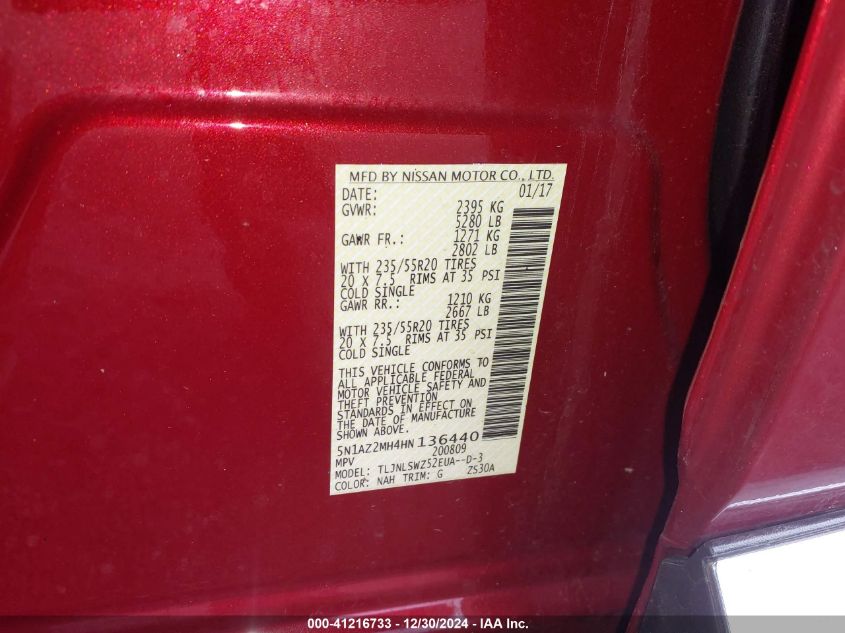 MFD BY NISSAN MOTOR CO., LTD.
DATE: 01/17
GVWR: 2395 KG
5280 LB
GAWR FR.: 1271 KG
2802 LB
WITH 235/55R20 TIRES
20 X 7.5 RIMS AT 35 PSI
COLD SINGLE
GAWR RR.: 1210 KG
2667 LB
WITH 235/55R20 TIRES
20 X 7.5 RIMS AT 35 PSI
COLD SINGLE
THIS VEHICLE CONFORMS TO
ALL APPLICABLE FEDERAL
MOTOR VEHICLE SAFETY AND
THEFT PREVENTION
STANDARDS IN EFFECT ON
THE DATE OF MANUFACTURE
SHOWN ABOVE.
5N1AZ2MH4HN 136440
MPV 200809
MODEL: TLJNLSWZ52EUA--D-3
COLOR: NAH TRIM: G ZS30A
000-41216733 - 12/30/2024 - IAA Inc.